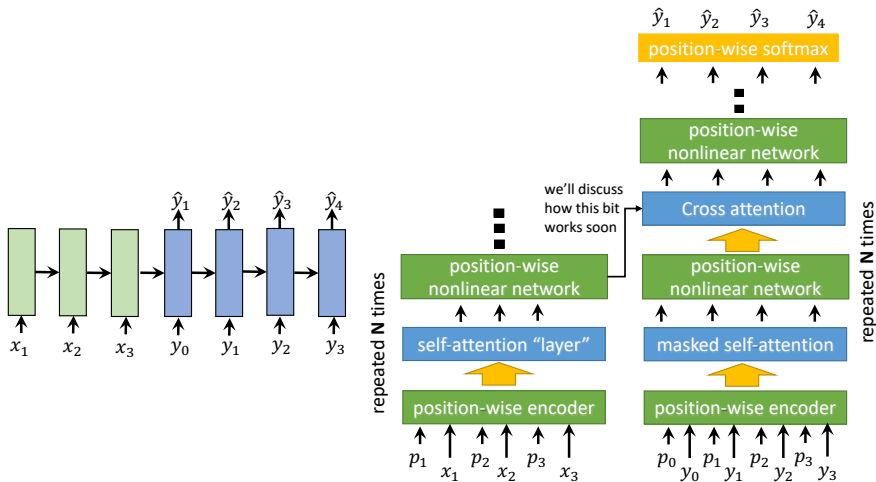 ŷ₁ ŷ₂ ŷ₃ ŷ₄
x₁ x₂ x₃ y₀ y₁ y₂ y₃
repeated N times
position-wise
nonlinear network
self-attention “layer”
position-wise encoder
p₁ x₁ p₂ x₂ p₃ x₃
we’ll discuss
how this bit
works soon
ŷ₁ ŷ₂ ŷ₃ ŷ₄
position-wise softmax
position-wise
nonlinear network
Cross attention
position-wise
nonlinear network
masked self-attention
position-wise encoder
p₀ y₀ p₁ y₁ p₂ y₂ p₃ y₃
repeated N times